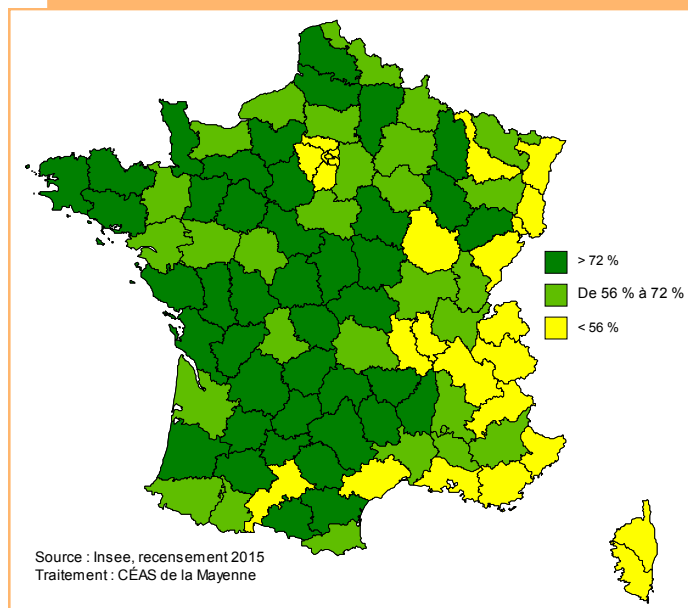 > 72 %
De 56 % à 72 %
< 56 %
Source : Insee, recensement 2015
Traitement : CÉAS de la Mayenne